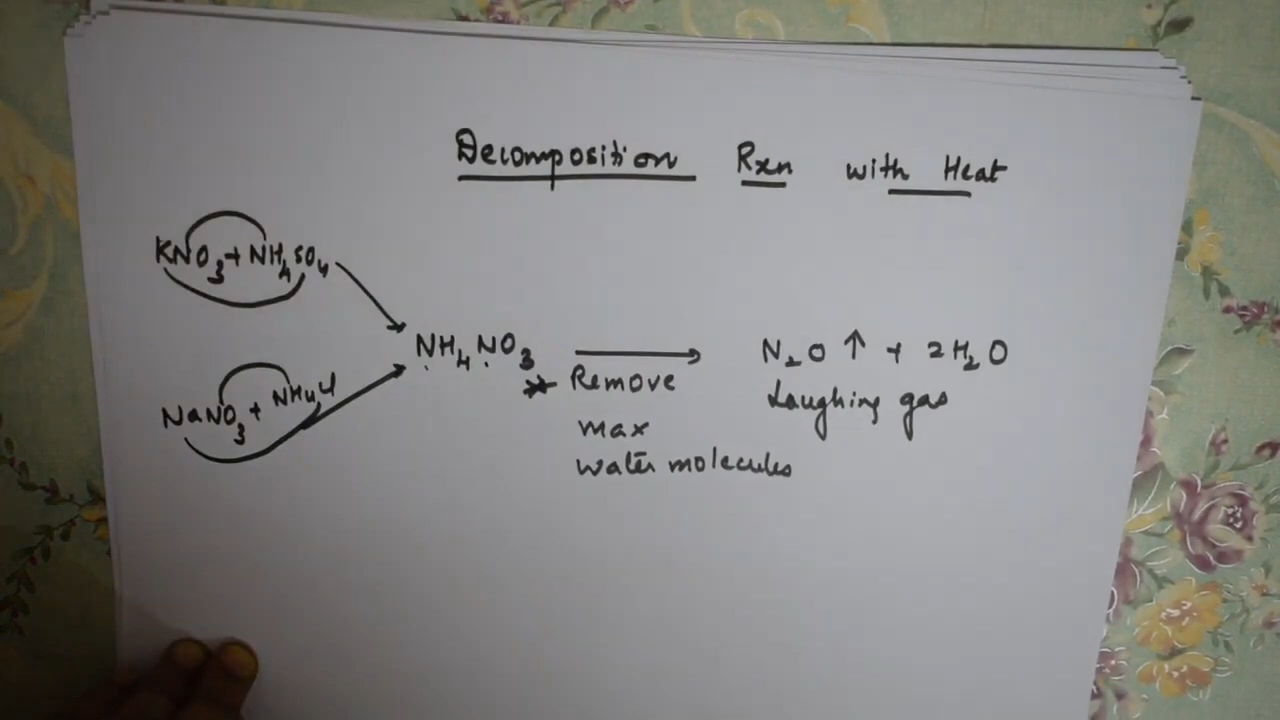 Decomposition Rxn with Heat
KNO3 + NH4SO4
NH4NO3 → N2O ↑ + 2H2O
* Remove
Laughing gas
NaNO3 + NH4Cl
max
water molecules